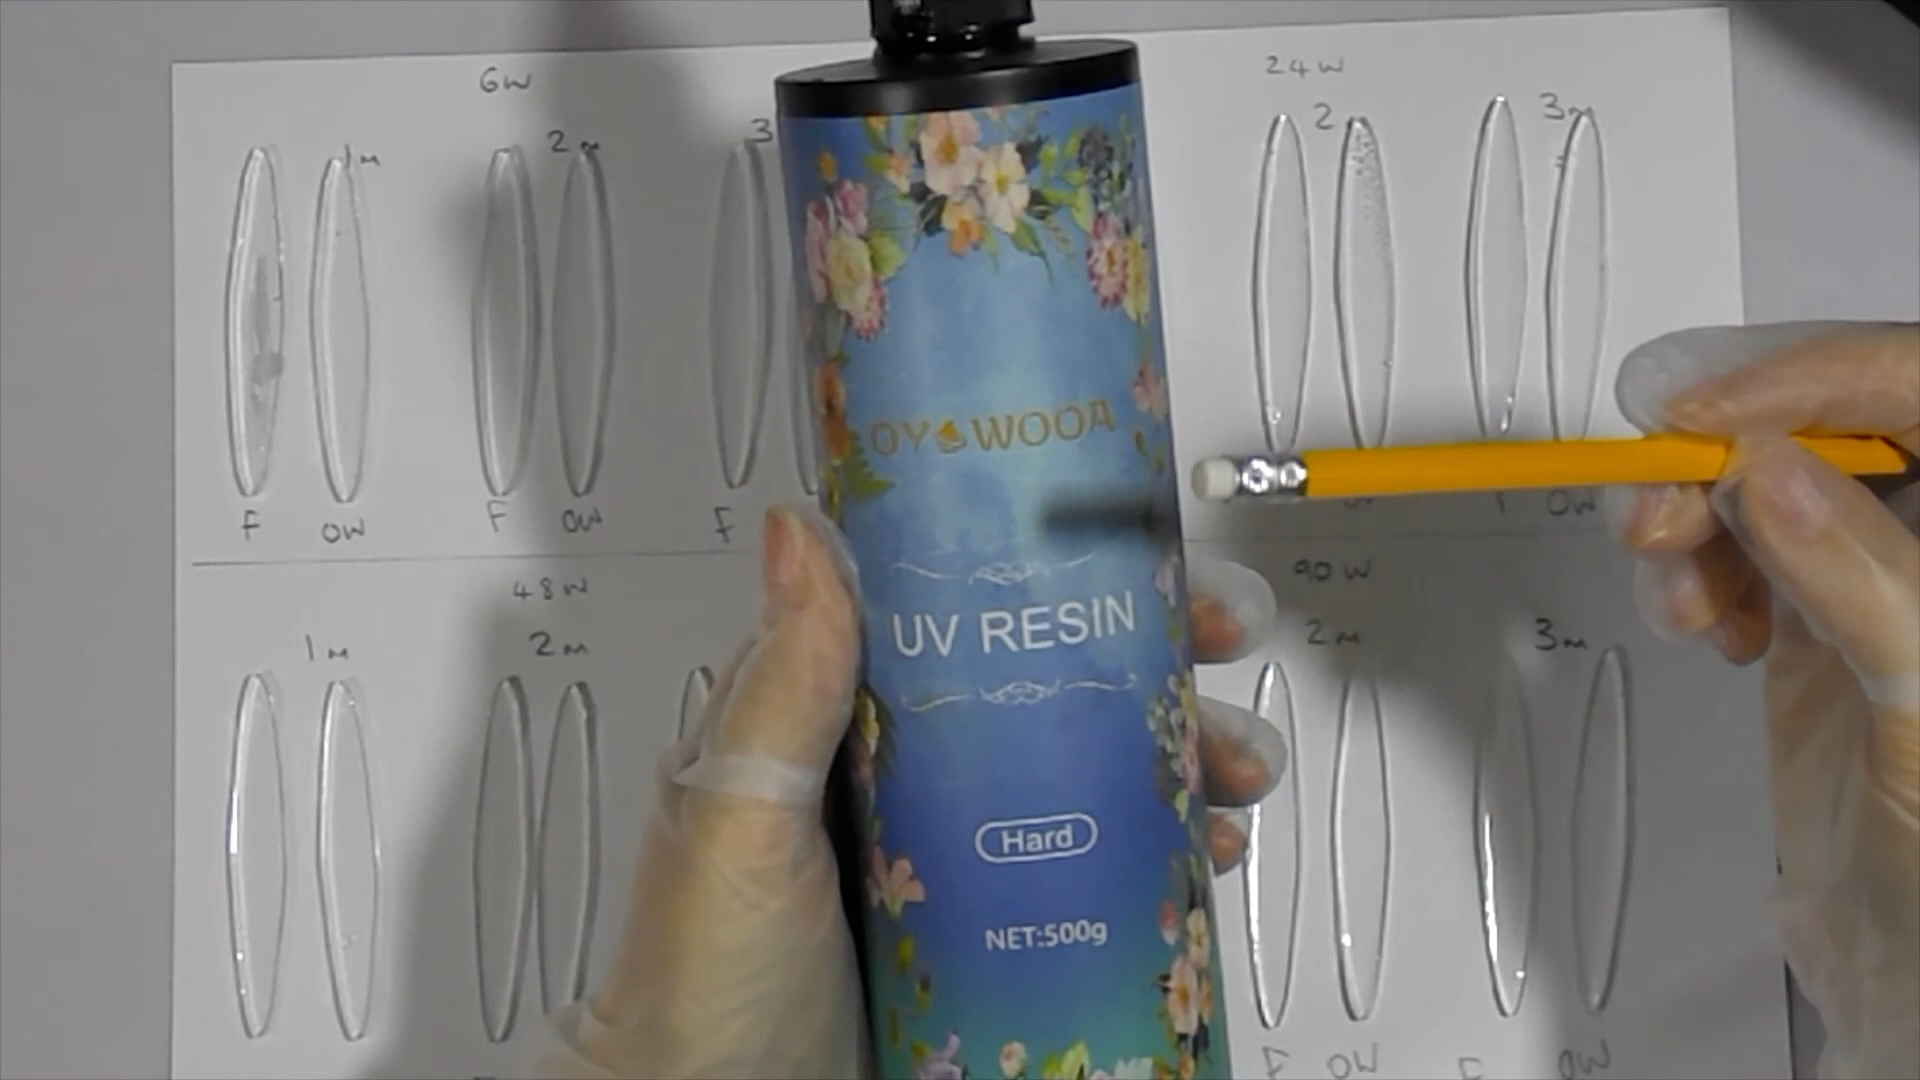 6W
24W
1m
2m
3
2
3m
F
OW
F
OW
F
OW
OY WOOA
UV RESIN
Hard
NET:500g
48W
90W
1m
2m
2m
3m
F
OW
F
OW